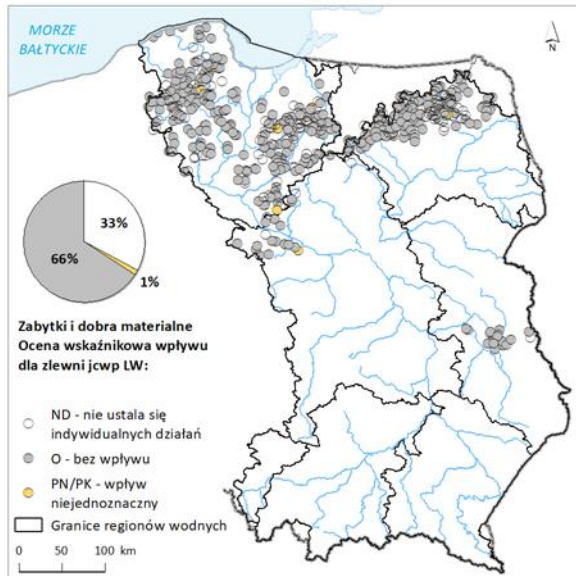 MORZE
BAŁTYCKIE
N
33%
66%
1%
Zabytki i dobra materialne
Ocena wskaźnikowa wpływu
dla zlewni jcwp LW:
ND - nie ustala się
indywidualnych działań
O - bez wpływu
PN/PK - wpływ
niejednoznaczny
Granice regionów wodnych
0 50 100 km